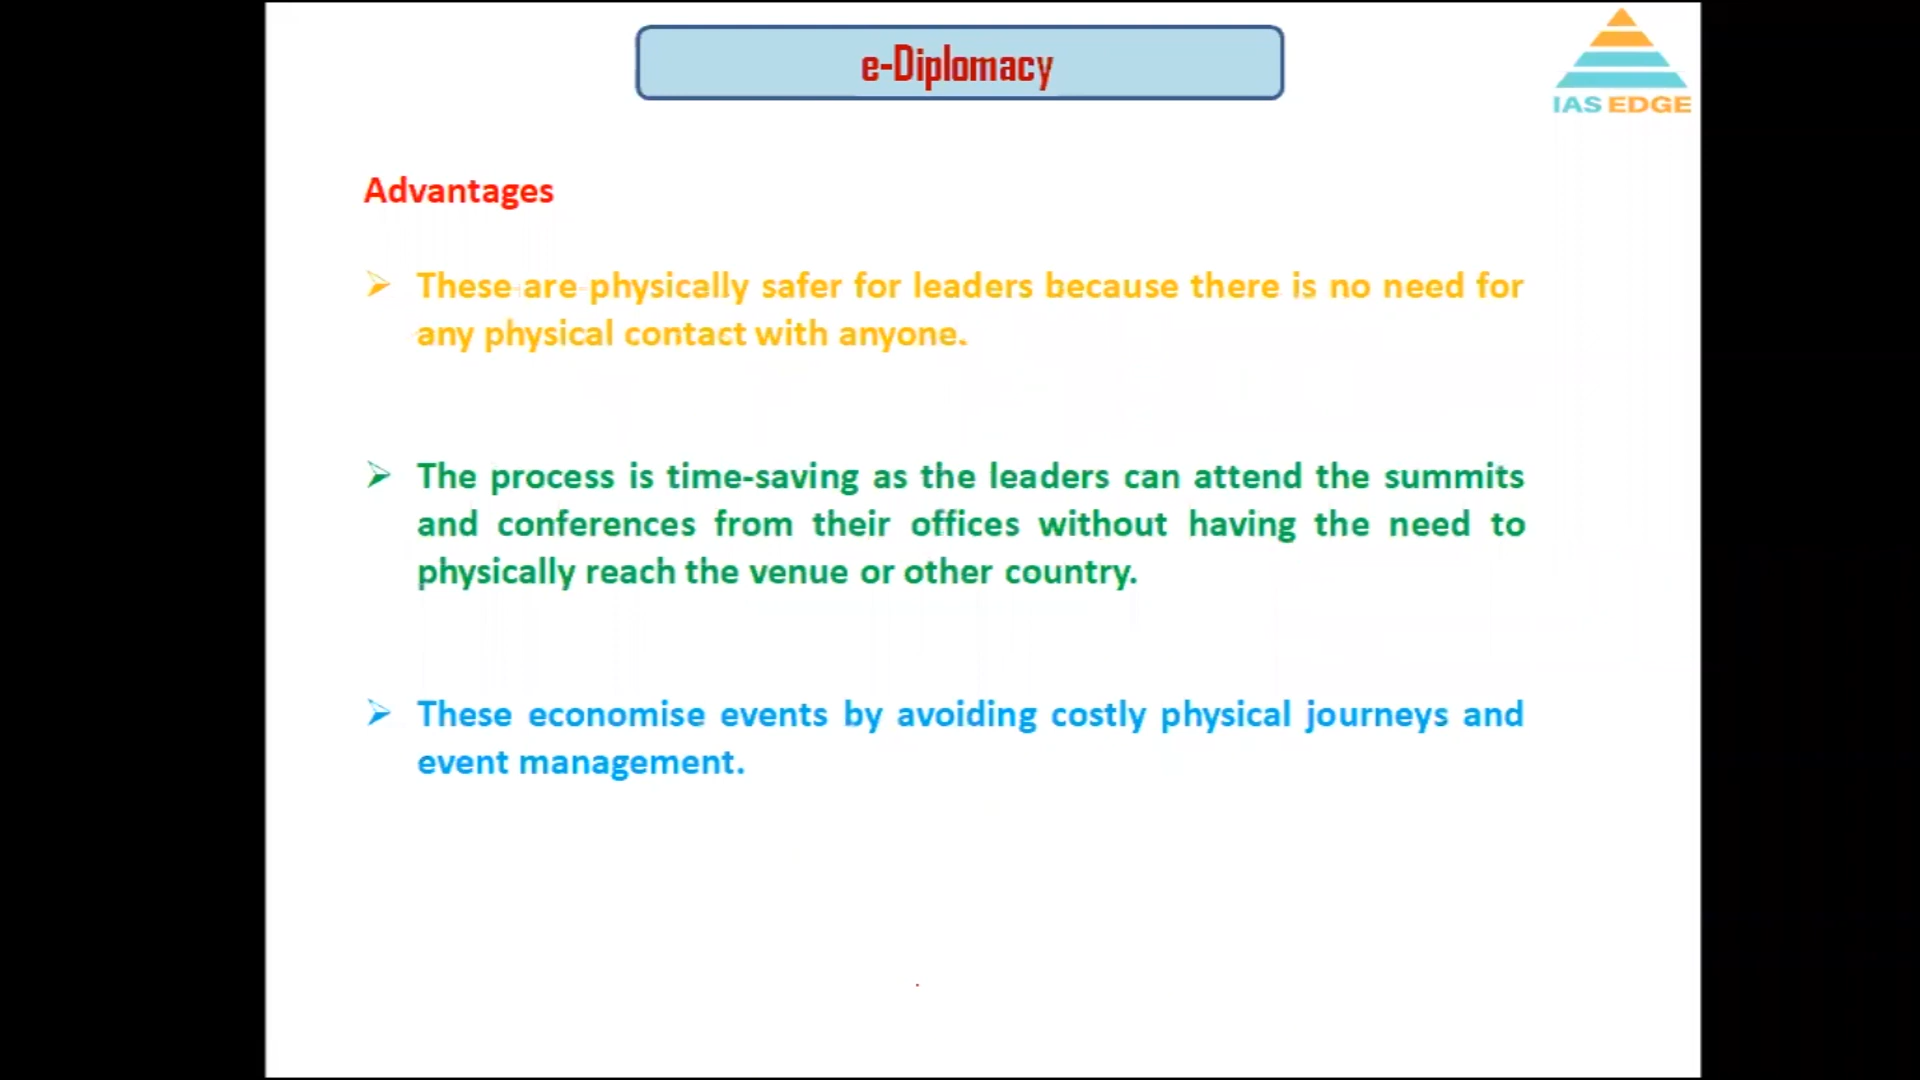 e-Diplomacy
IAS EDGE
Advantages
➢ These are physically safer for leaders because there is no need for
any physical contact with anyone.
➢ The process is time-saving as the leaders can attend the summits
and conferences from their offices without having the need to
physically reach the venue or other country.
➢ These economise events by avoiding costly physical journeys and
event management.